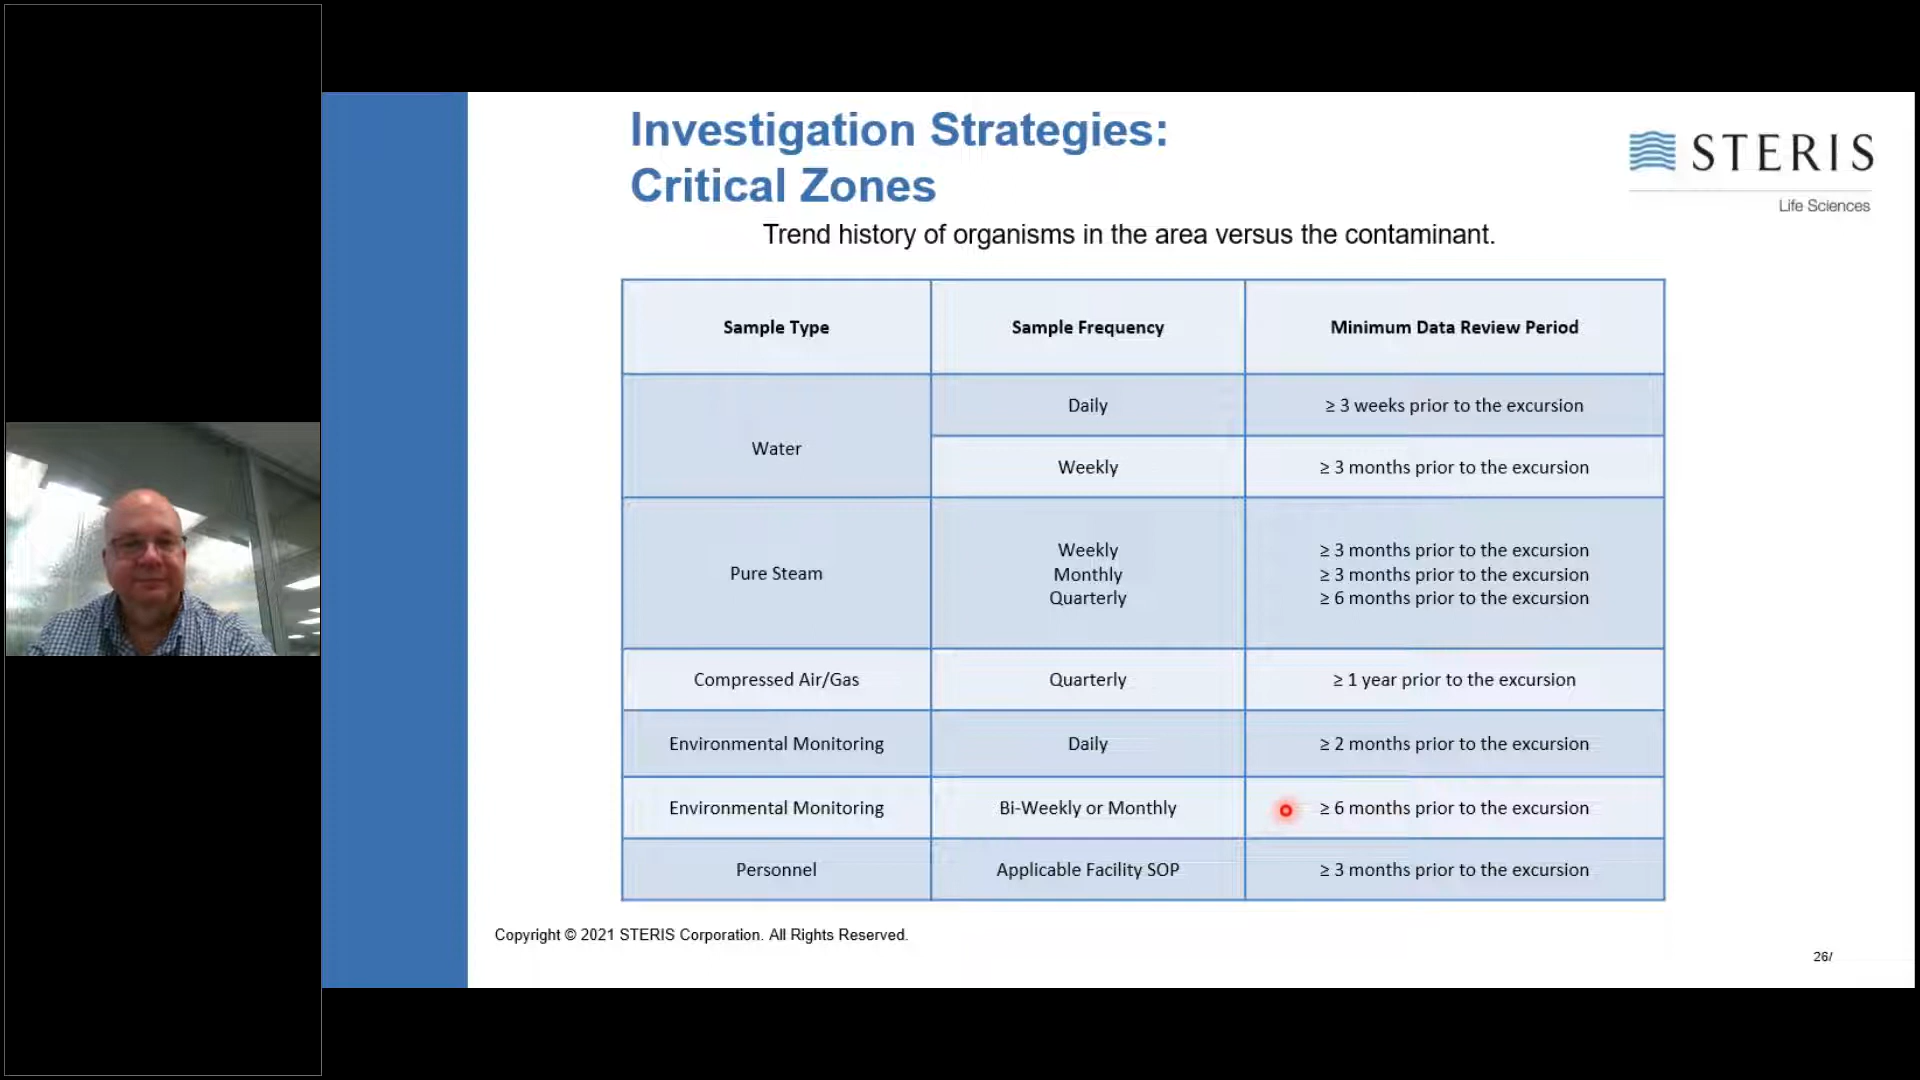 Investigation Strategies:
Critical Zones
STERIS
Life Sciences
Trend history of organisms in the area versus the contaminant.
Sample Type
Sample Frequency
Minimum Data Review Period
Water
Daily
≥ 3 weeks prior to the excursion
Weekly
≥ 3 months prior to the excursion
Pure Steam
Weekly
Monthly
Quarterly
≥ 3 months prior to the excursion
≥ 3 months prior to the excursion
≥ 6 months prior to the excursion
Compressed Air/Gas
Quarterly
≥ 1 year prior to the excursion
Environmental Monitoring
Daily
≥ 2 months prior to the excursion
Environmental Monitoring
Bi-Weekly or Monthly
≥ 6 months prior to the excursion
Personnel
Applicable Facility SOP
≥ 3 months prior to the excursion
Copyright © 2021 STERIS Corporation. All Rights Reserved.
26/